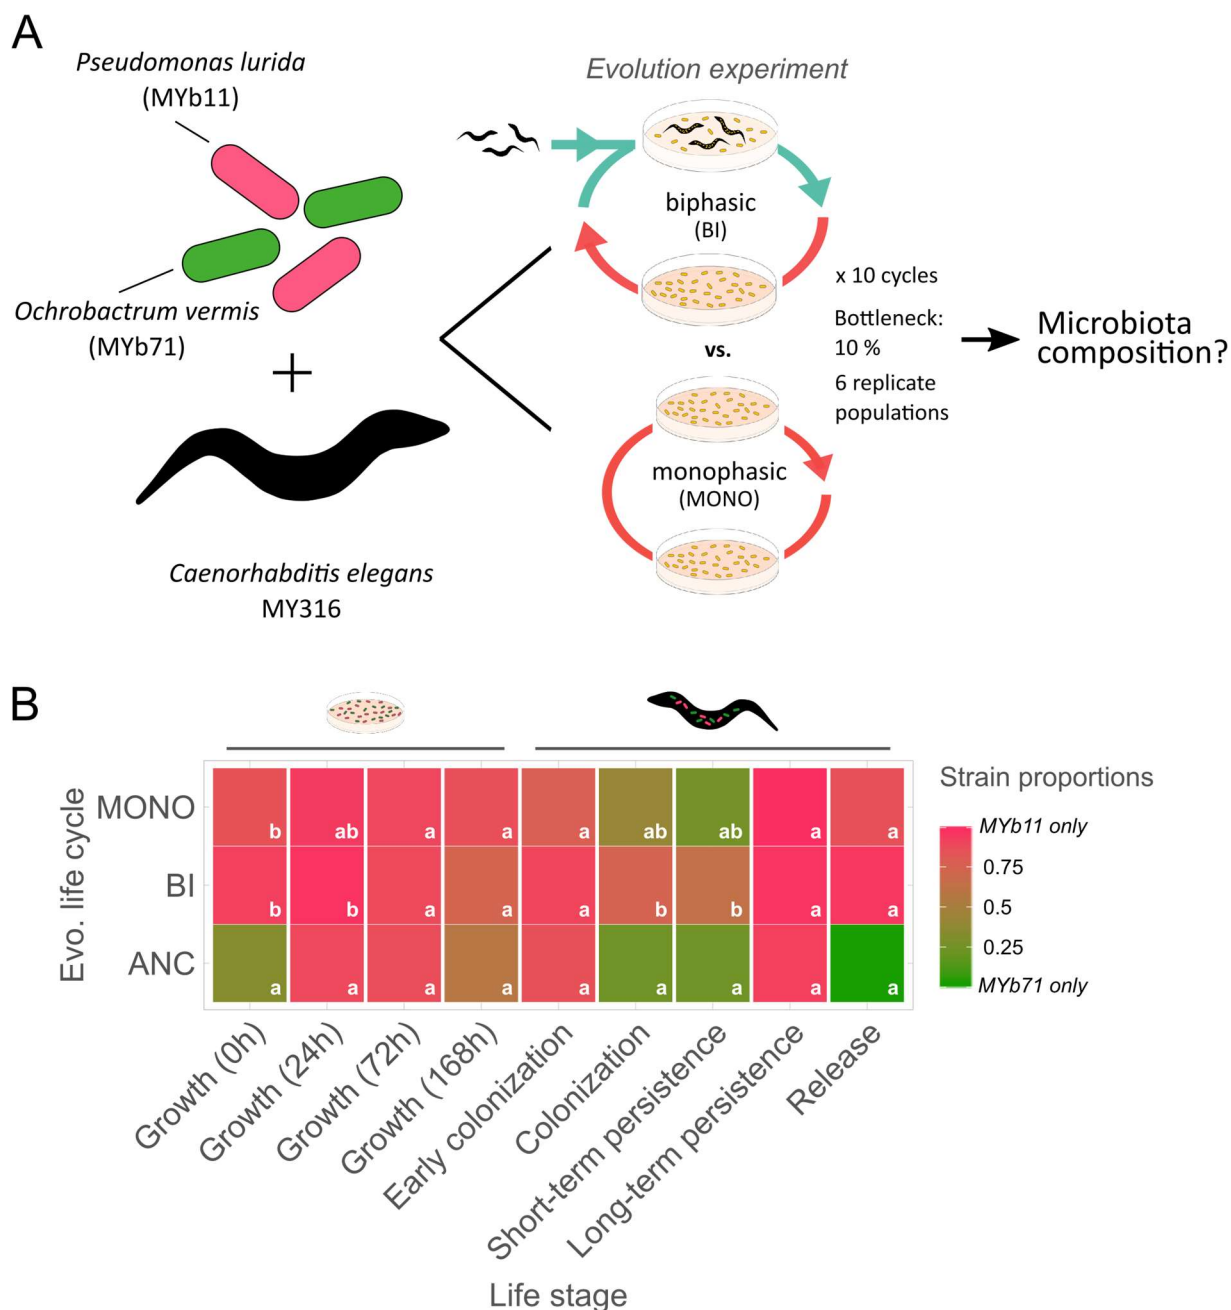 A
Pseudomonas lurida
(MYb11)
Ochrobactrum vermis
(MYb71)
+
Caenorhabditis elegans
MY316
Evolution experiment
biphasic
(BI)
vs.
monophasic
(MONO)
x 10 cycles
Bottleneck:
10 %
6 replicate
populations
Microbiota
composition?
B
Evo. life cycle
MONO
b ab a a a ab ab a a
BI
b b a a a b b a a
ANC
a a a a a a a a a
Growth (0h)
Growth (24h)
Growth (72h)
Growth (168h)
Early colonization
Colonization
Short-term persistence
Long-term persistence
Release
Life stage
Strain proportions
MYb11 only
0.75
0.5
0.25
MYb71 only